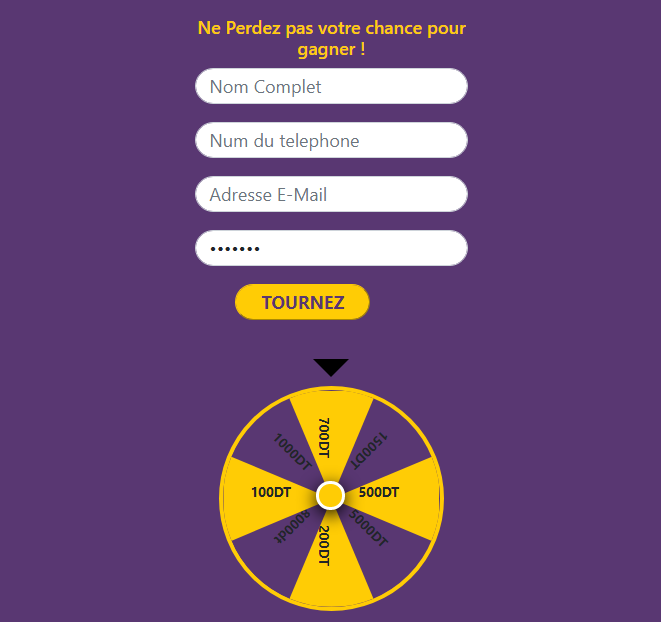 Ne Perdez pas votre chance pour
gagner !
Nom Complet
Num du telephone
Adresse E-Mail
•••••••
TOURNEZ
700DT
1000DT
1500DT
100DT
500DT
8000dt
5000DT
200DT